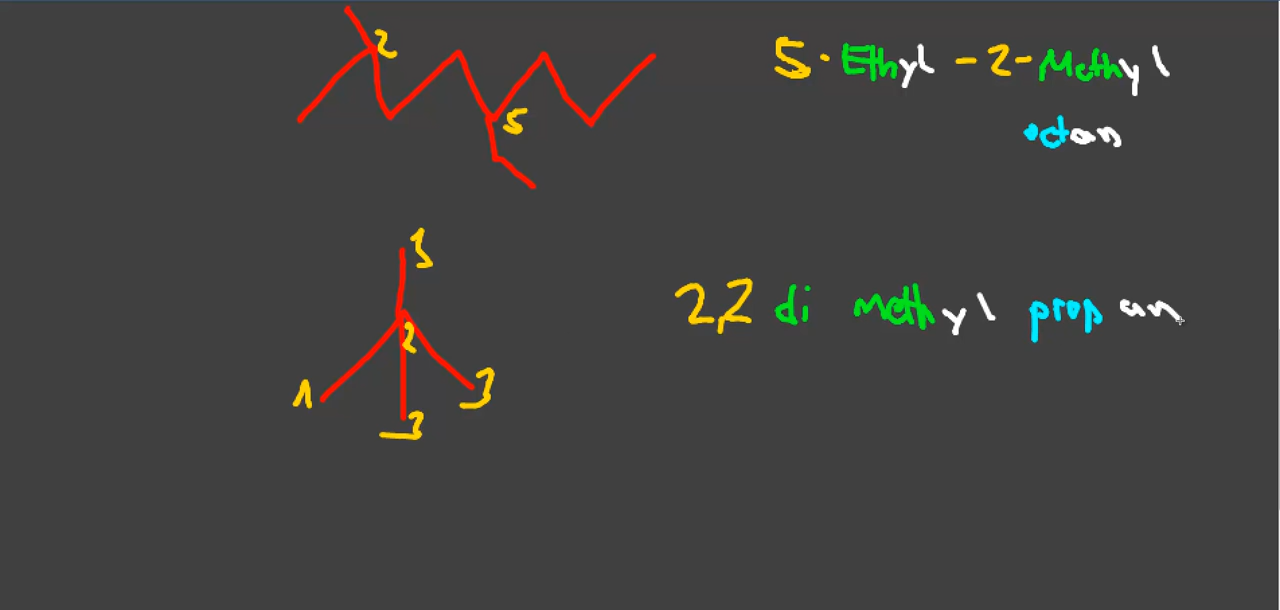 2
5 - Ethyl - 2 - Methyl
5
octan
3
2,2 di Methyl propan
2
1
3
3